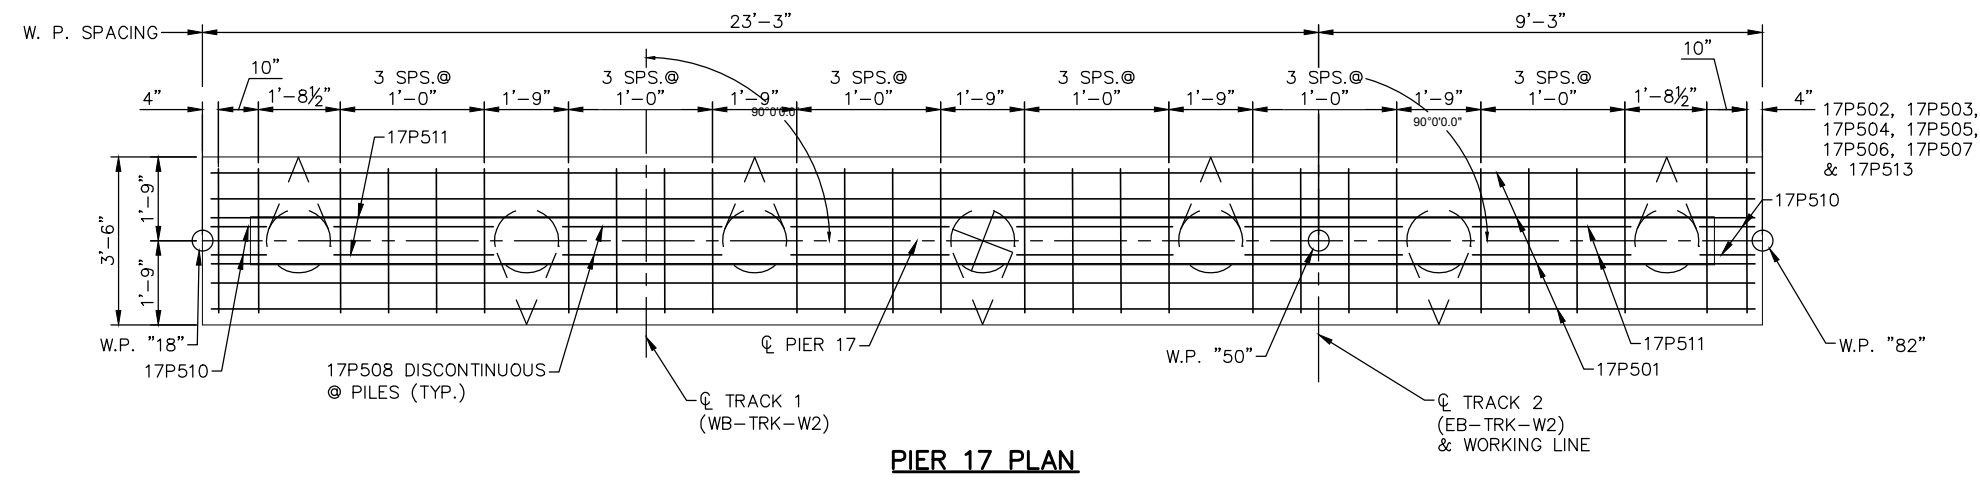 23'-3"
9'-3"
W. P. SPACING
10"
3 SPS.@
3 SPS.@
3 SPS.@
3 SPS.@
3 SPS.@
3 SPS.@
10"
4"
1'-8½"
1'-0"
1'-9"
1'-0"
1'-9"
1'-0"
1'-9"
1'-0"
1'-9"
1'-0"
1'-9"
1'-0"
1'-8½"
4"
90°0'0.0
90°0'0.0"
17P502, 17P503,
17P504, 17P505,
17P506, 17P507
& 17P513
17P511
17P510
1'-9"
3'-6"
1'-9"
W.P. "18"
17P510
17P508 DISCONTINUOUS
@ PILES (TYP.)
℄ PIER 17
W.P. "50"
17P511
17P501
W.P. "82"
℄ TRACK 1
(WB-TRK-W2)
℄ TRACK 2
(EB-TRK-W2)
& WORKING LINE
PIER 17 PLAN